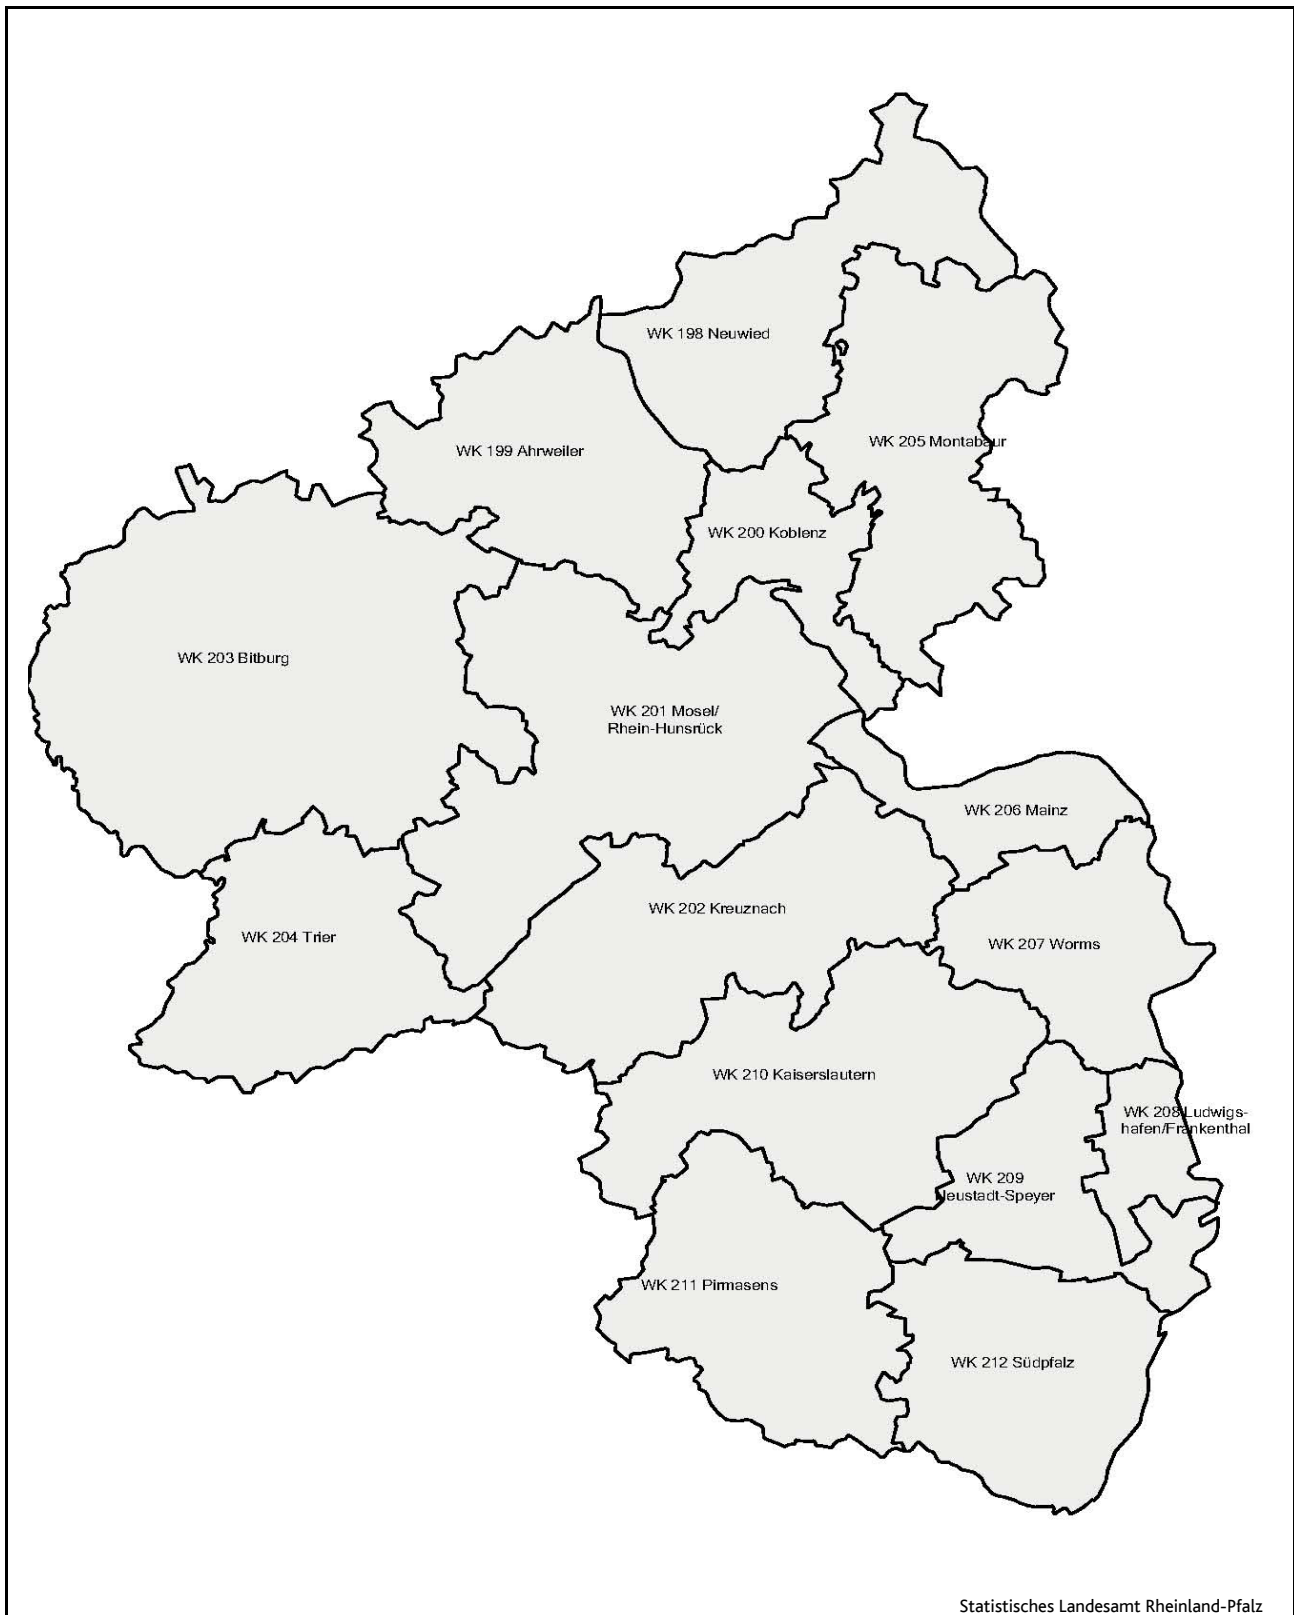 WK 198 Neuwied
WK 205 Montabaur
WK 199 Ahrweiler
WK 200 Koblenz
WK 203 Bitburg
WK 201 Mosel/
Rhein-Hunsrück
WK 206 Mainz
WK 202 Kreuznach
WK 204 Trier
WK 207 Worms
WK 210 Kaiserslautern
WK 208 Ludwigs-
hafen/Frankenthal
WK 209
Neustadt-Speyer
WK 211 Pirmasens
WK 212 Südpfalz
Statistisches Landesamt Rheinland-Pfalz